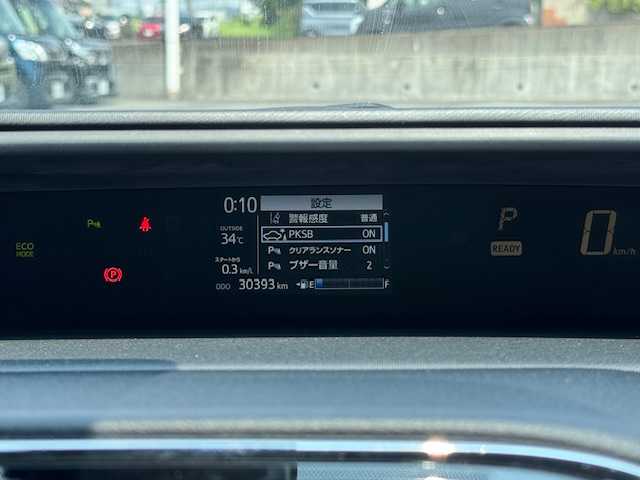 0:10
設定
警報感度 普通
OUTSIDE
34℃
PKSB ON
P クリアランスソナー ON
スタートから
0.3 km/L
P ブザー音量 2
ODO 30393 km
E F
ECO
MODE
P
P
P
READY
0
km/h